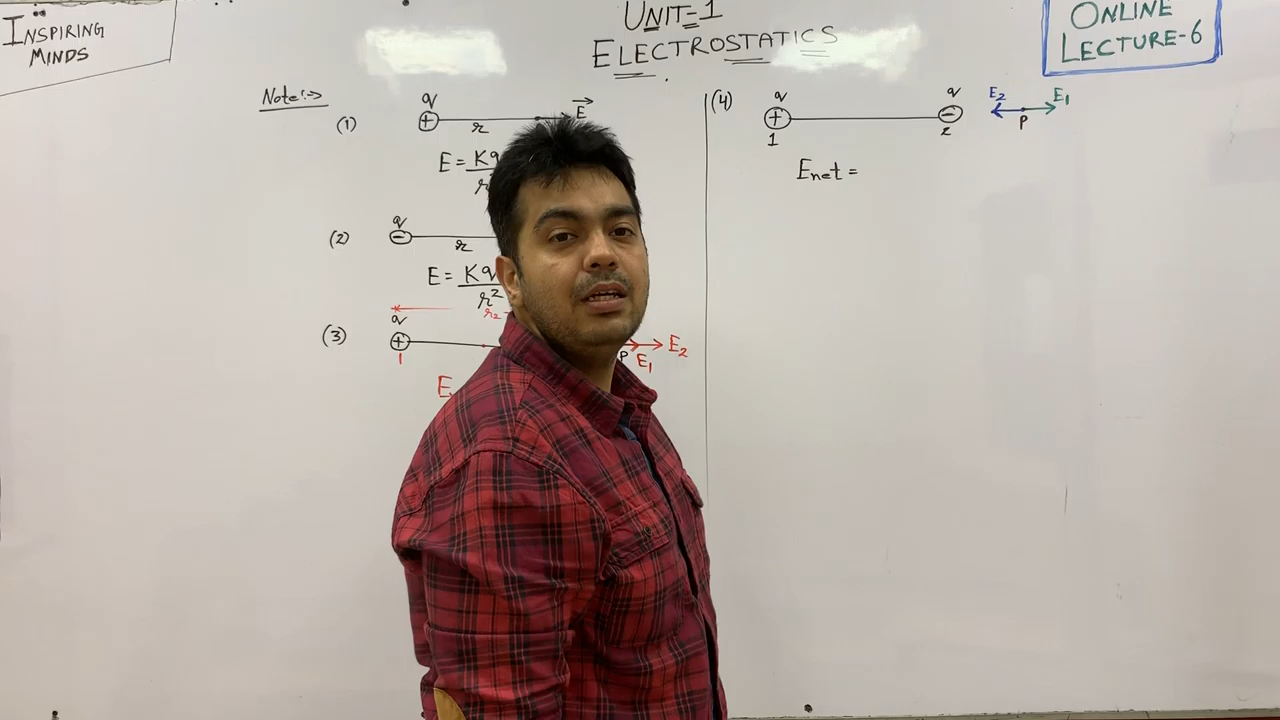 INSPIRING
MINDS
UNIT-1
ELECTROSTATICS
ONLINE
LECTURE-6
Note:->
(1) q
r E
E = Kq
r
(2) q
r
E = Kq
r²
r₂
(3) q
1
P E₁ E₂
E
(4) q q E₂ E₁
1 2 P
Enet =